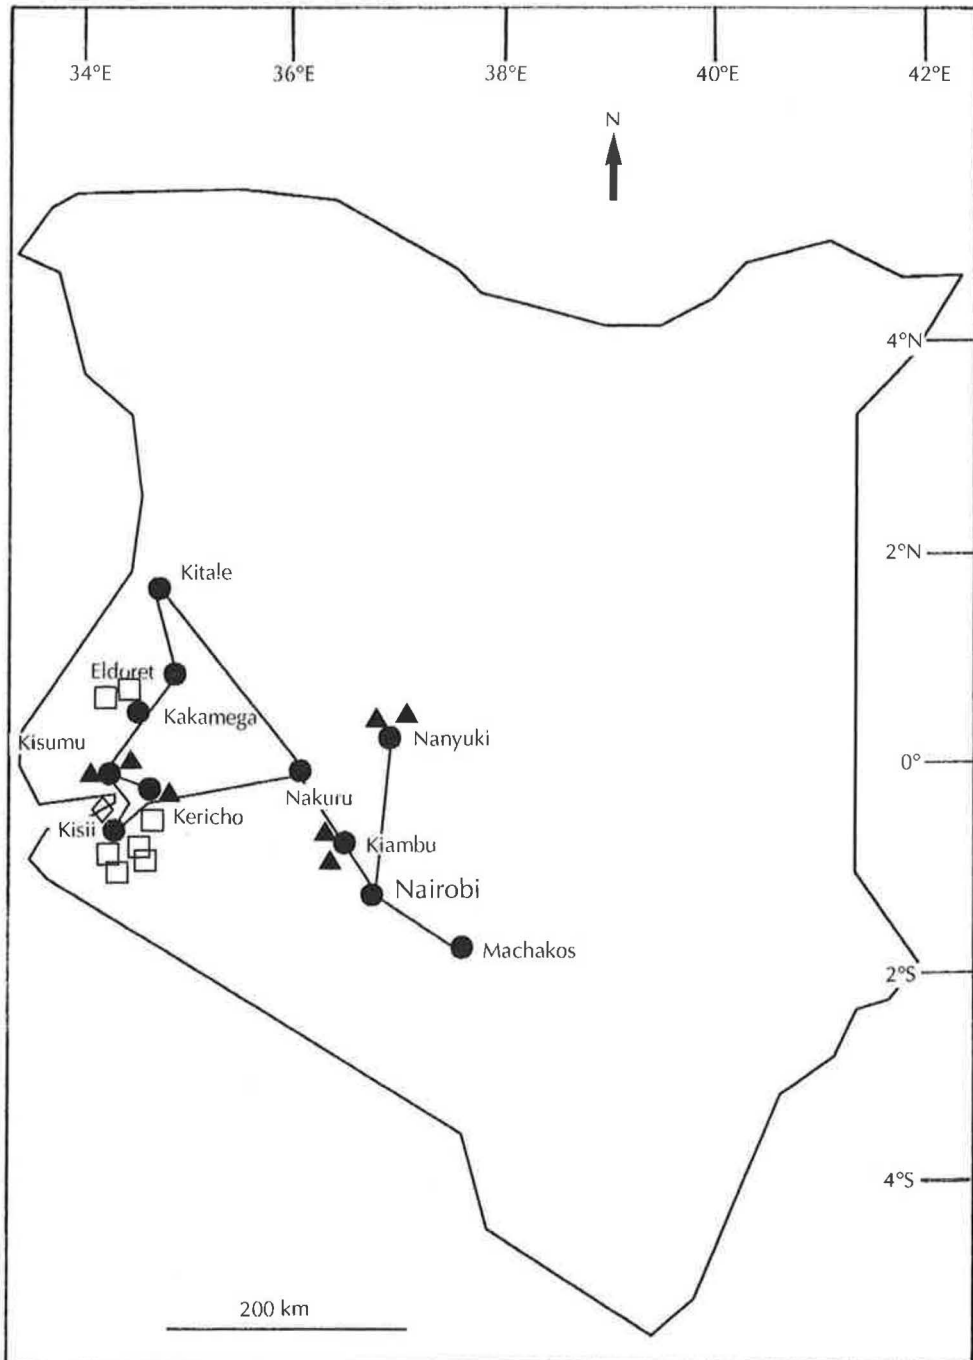 34°E
36°E
38°E
40°E
42°E
N
4°N
2°N
Kitale
Eldoret
Kakamega
Nanyuki
Kisumu
0°
Nakuru
Kericho
Kisii
Kiambu
Nairobi
Machakos
2°S
4°S
200 km